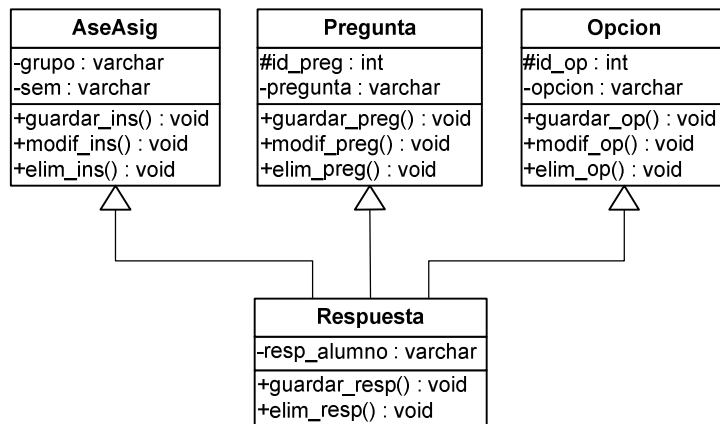 AseAsig
-grupo : varchar
-sem : varchar
+guardar_ins() : void
+modif_ins() : void
+elim_ins() : void
Pregunta
#id_preg : int
-pregunta : varchar
+guardar_preg() : void
+modif_preg() : void
+elim_preg() : void
Opcion
#id_op : int
-opcion : varchar
+guardar_op() : void
+modif_op() : void
+elim_op() : void
Respuesta
-resp_alumno : varchar
+guardar_resp() : void
+elim_resp() : void